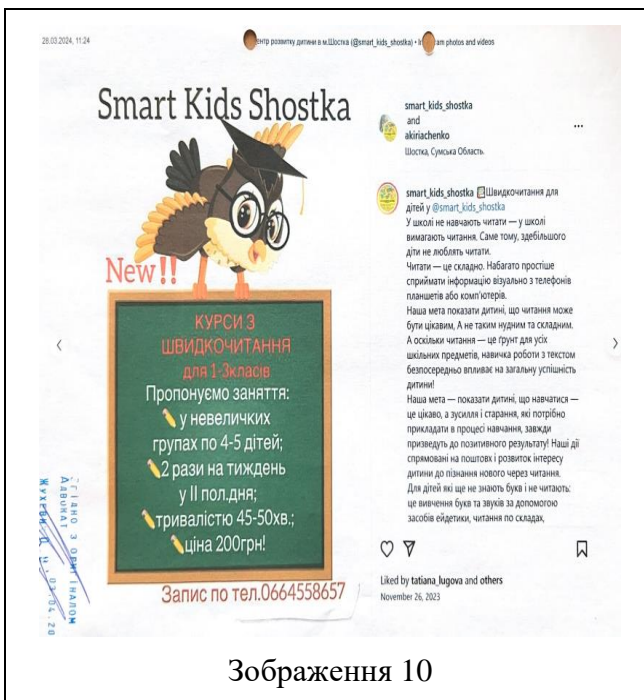 28.03.2024, 11:24
ентр розвитку дитини в м.Шостка (@smart_kids_shostka) • photos and videos
Smart Kids Shostka
New!!
КУРСИ З
ШВИДКОЧИТАННЯ
для 1-3класів
Пропонуємо заняття:
у невеличких
групах по 4-5 дітей;
2 рази на тиждень
у ІІ пол.дня;
тривалістю 45-50хв.;
ціна 200грн!
Запис по тел.0664558657
smart_kids_shostka
and
akiriachenko
Шостка, Сумська Область.
smart_kids_shostka Швидкочитання для
дітей у @smart_kids_shostka
У школі не навчають читати — у школі
вимагають читання. Саме тому, здебільшого
діти не люблять читати.
Читати — це складно. Набагато простіше
сприймати інформацію візуально з телефонів
планшетів або комп'ютерів.
Наша мета показати дитині, що читання може
бути цікавим, А не таким нудним та складним.
А оскільки читання — це ґрунт для усіх
шкільних предметів, навичка роботи з текстом
безпосередньо впливає на загальну успішність
дитини!
Наша мета — показати дитині, що навчатися —
це цікаво, а зусилля і старання, які потрібно
прикладати в процесі навчання, завжди
призведуть до позитивного результату! Наші дії
спрямовані на поштовх і розвиток інтересу
дитини до пізнання нового через читання.
Для дітей які ще не знають букв і не читають:
це вивчення букв та звуків за допомогою
засобів ейдетики, читання по складах,
Liked by tatiana_lugova and others
November 26, 2023
Згідно з оригіналом
Адвокат
Зображення 10